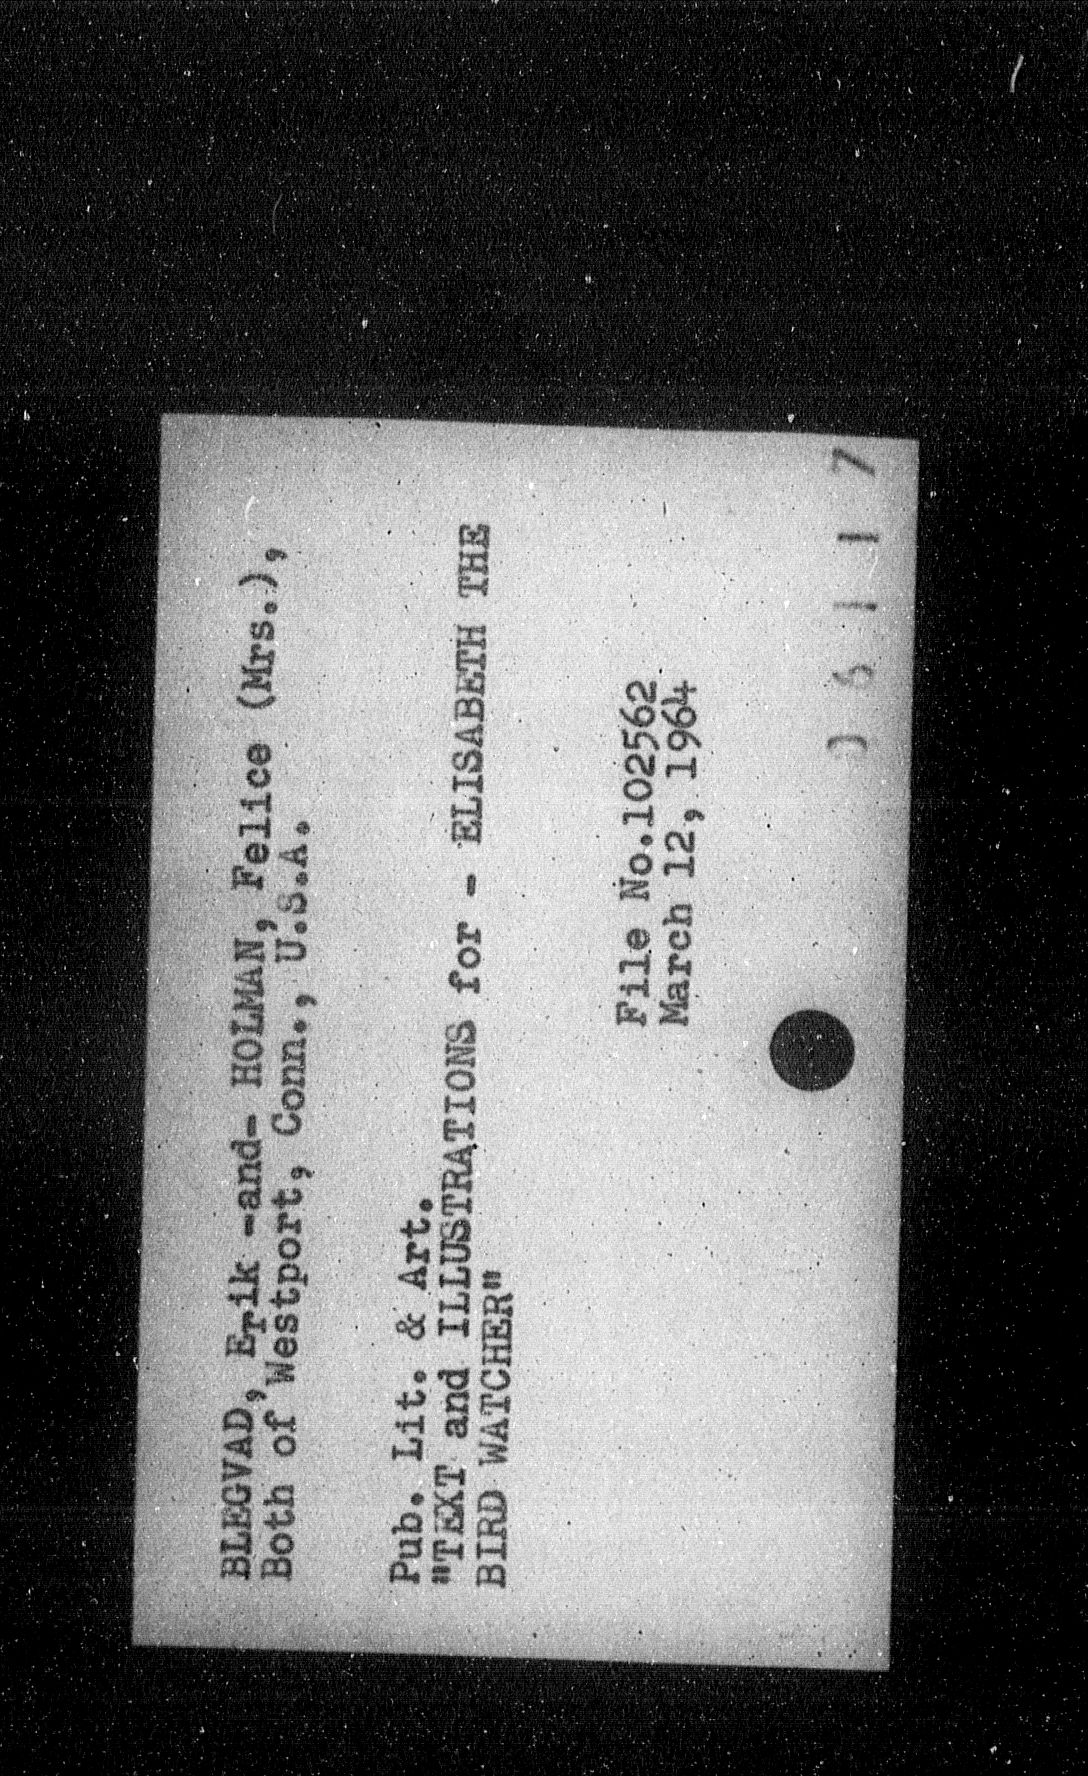 BLEGVAD, Erik -and- HOLMAN, Felice (Mrs.),
Both of Westport, Conn., U.S.A.
Pub. Lit. & Art.
"TEXT and ILLUSTRATIONS for - ELISABETH THE
BIRD WATCHER"
File No.102562
March 12, 1964